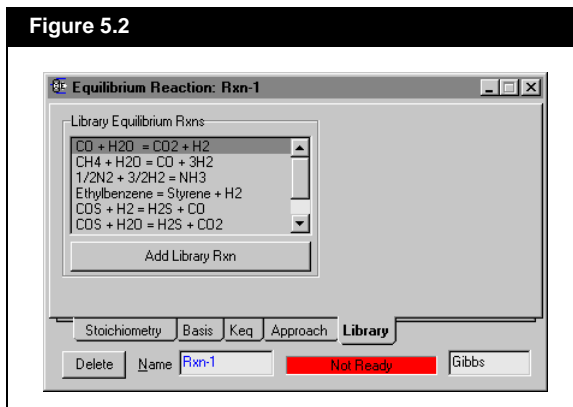 Figure 5.2
Equilibrium Reaction: Rxn-1
Library Equilibrium Rxns
CO + H2O = CO2 + H2
CH4 + H2O = CO + 3H2
1/2N2 + 3/2H2 = NH3
Ethylbenzene = Styrene + H2
COS + H2 = H2S + CO
COS + H2O = H2S + CO2
Add Library Rxn
Stoichiometry Basis Keq Approach Library
Delete Name Rxn-1 Not Ready Gibbs